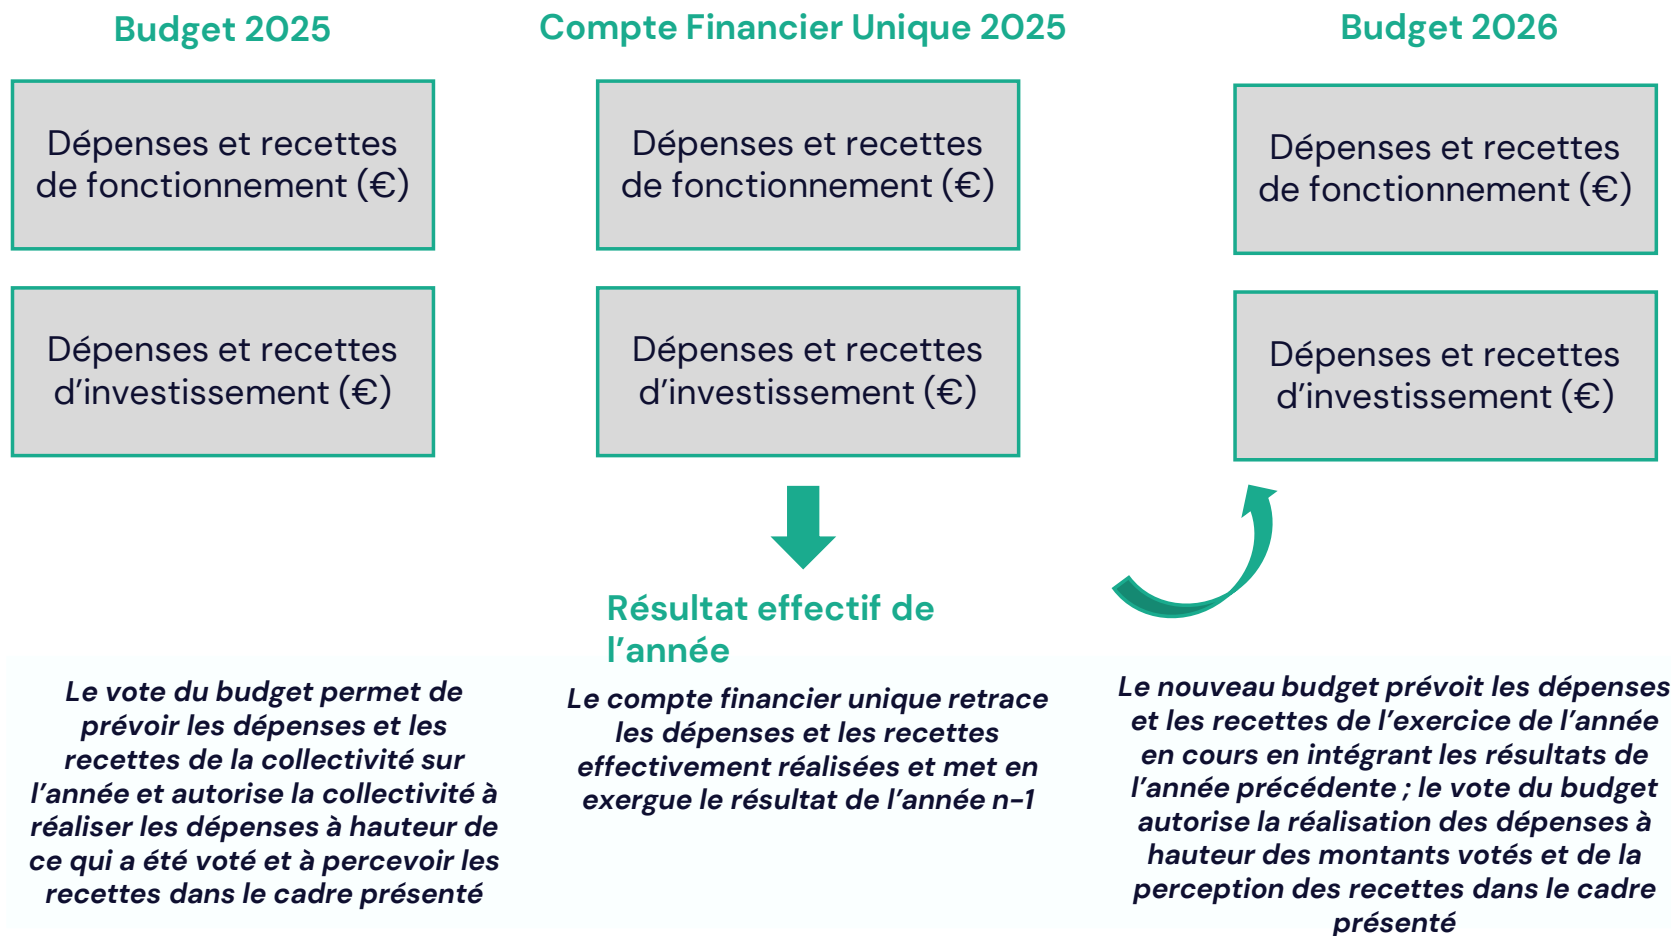 Budget 2025
Dépenses et recettes
de fonctionnement (€)
Dépenses et recettes
d’investissement (€)
Le vote du budget permet de
prévoir les dépenses et les
recettes de la collectivité sur
l’année et autorise la collectivité à
réaliser les dépenses à hauteur de
ce qui a été voté et à percevoir les
recettes dans le cadre présenté
Compte Financier Unique 2025
Dépenses et recettes
de fonctionnement (€)
Dépenses et recettes
d’investissement (€)
Résultat effectif de
l’année
Le compte financier unique retrace
les dépenses et les recettes
effectivement réalisées et met en
exergue le résultat de l’année n-1
Budget 2026
Dépenses et recettes
de fonctionnement (€)
Dépenses et recettes
d’investissement (€)
Le nouveau budget prévoit les dépenses
et les recettes de l’exercice de l’année
en cours en intégrant les résultats de
l’année précédente ; le vote du budget
autorise la réalisation des dépenses à
hauteur des montants votés et de la
perception des recettes dans le cadre
présenté